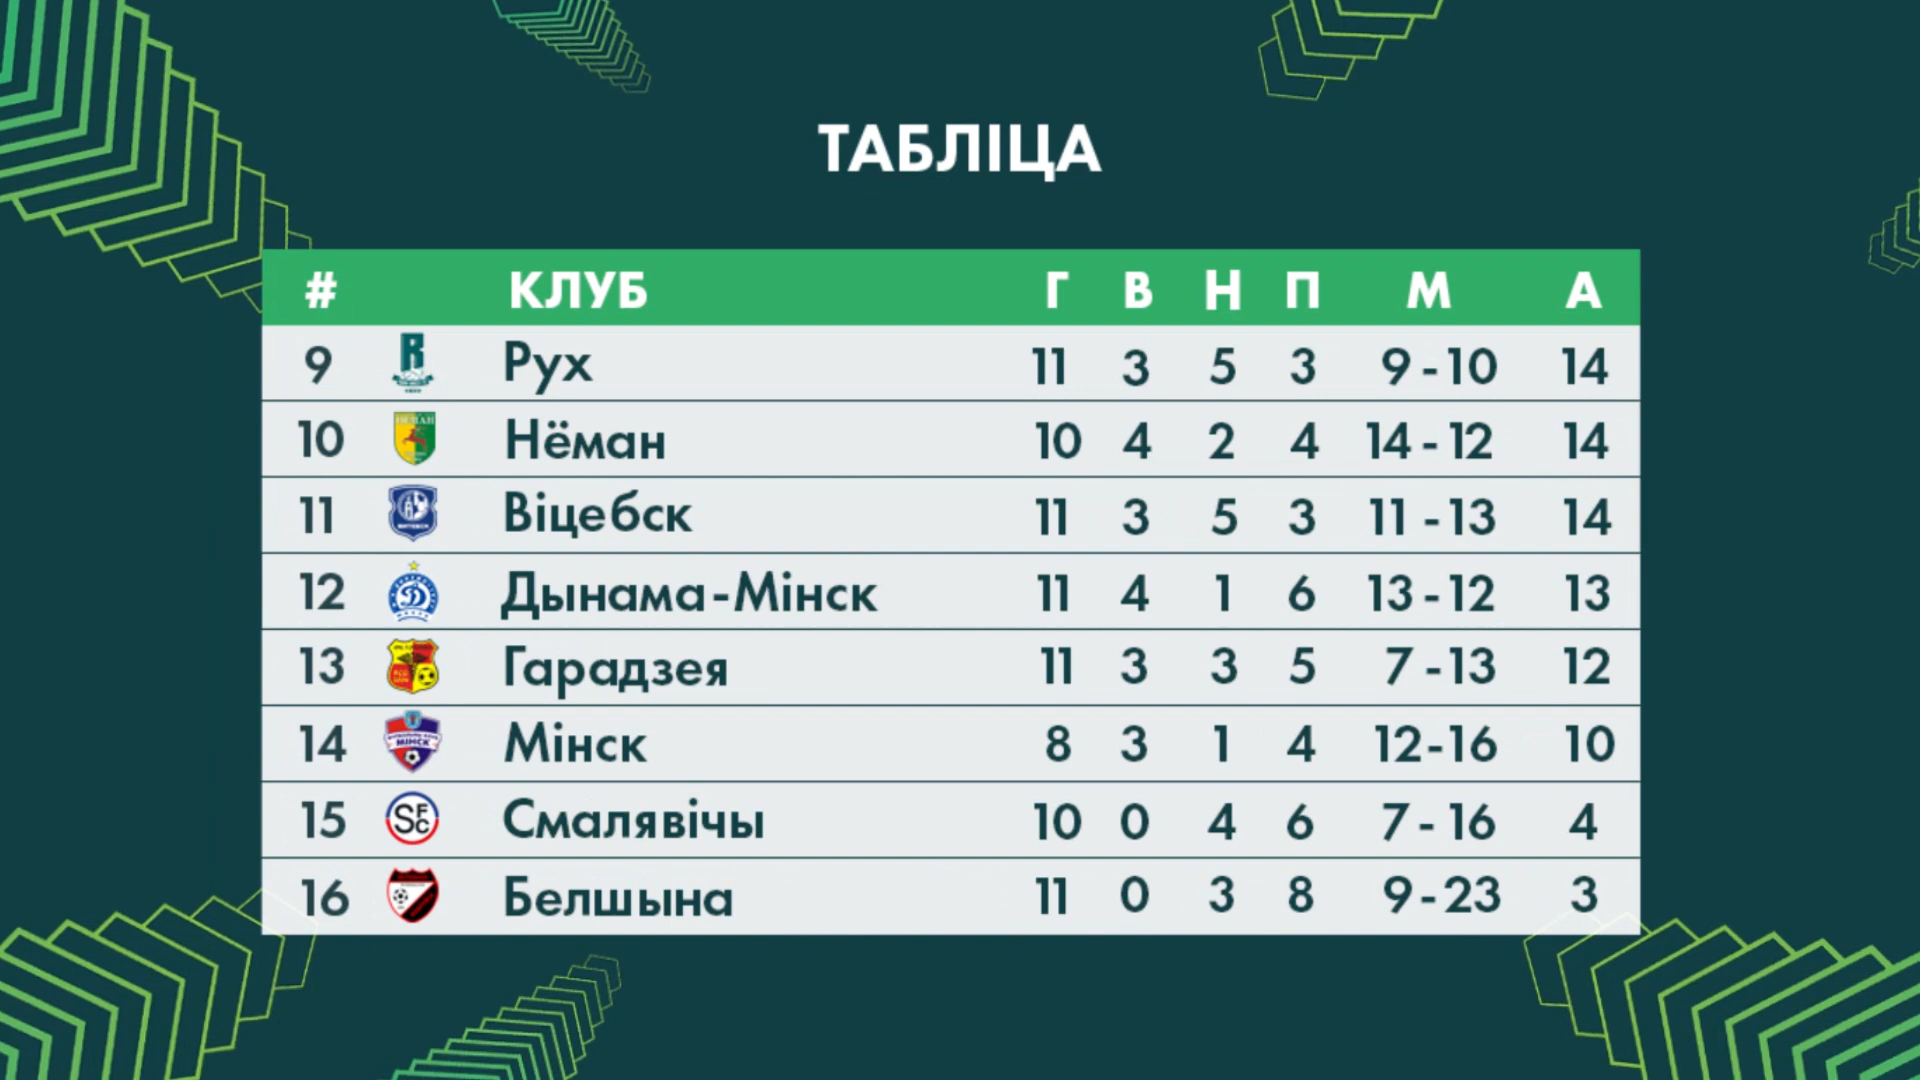 ТАБЛІЦА
# КЛУБ Г В Н П М А
9 Рух 11 3 5 3 9 - 10 14
10 Нёман 10 4 2 4 14 - 12 14
11 Віцебск 11 3 5 3 11 - 13 14
12 Дынама-Мінск 11 4 1 6 13 - 12 13
13 Гарадзея 11 3 3 5 7 - 13 12
14 МІНСК Мінск 8 3 1 4 12-16 10
15 Смалявічы 10 0 4 6 7 - 16 4
16 Белшына 11 0 3 8 9 - 23 3